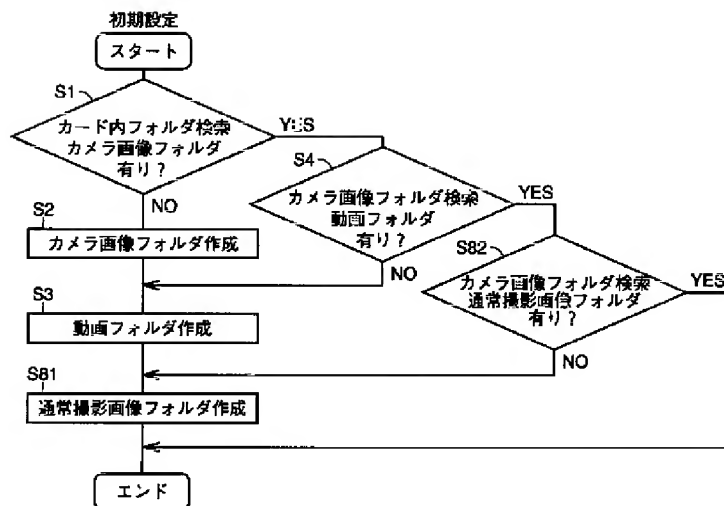 初期設定
スタート
S1
カード内フォルダ検索
カメラ画像フォルダ
有り？
YES
NO
S4
カメラ画像フォルダ検索
動画フォルダ
有り？
YES
NO
S82
カメラ画像フォルダ検索
通常撮影画像フォルダ
有り？
YES
NO
S2
カメラ画像フォルダ作成
S3
動画フォルダ作成
S81
通常撮影画像フォルダ作成
エンド